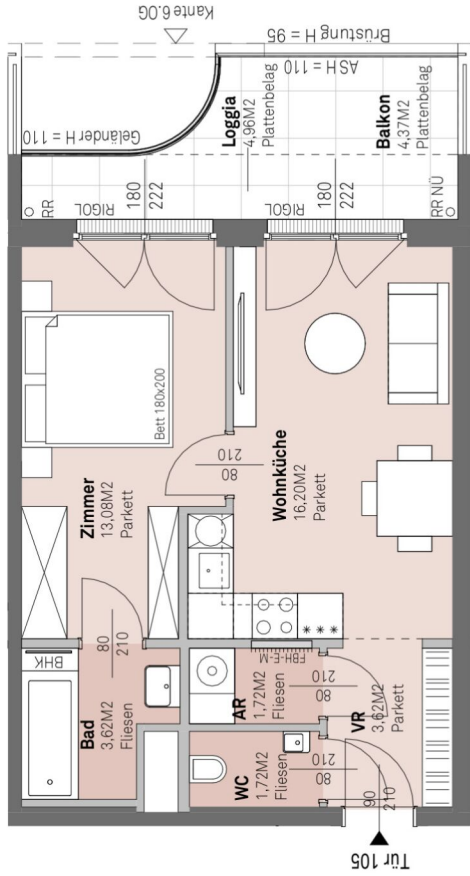 Kante 6.OG
Brüstung H = 95
ASH = 110
Geländer H = 110
Loggia
4,96M2
Plattenbelag
Balkon
4,37M2
Plattenbelag
RR
RIGOL
180
222
RIGOL
180
222
RR NÜ
Bett 180x200
Zimmer
13,08M2
Parkett
80
210
Wohnküche
16,20M2
Parkett
80
210
BHK
Bad
3,62M2
Fliesen
FBH-E-M
AR
1,72M2
Fliesen
80
210
VR
3,62M2
Parkett
WC
1,72M2
Fliesen
80
210
90
210
Tür 105